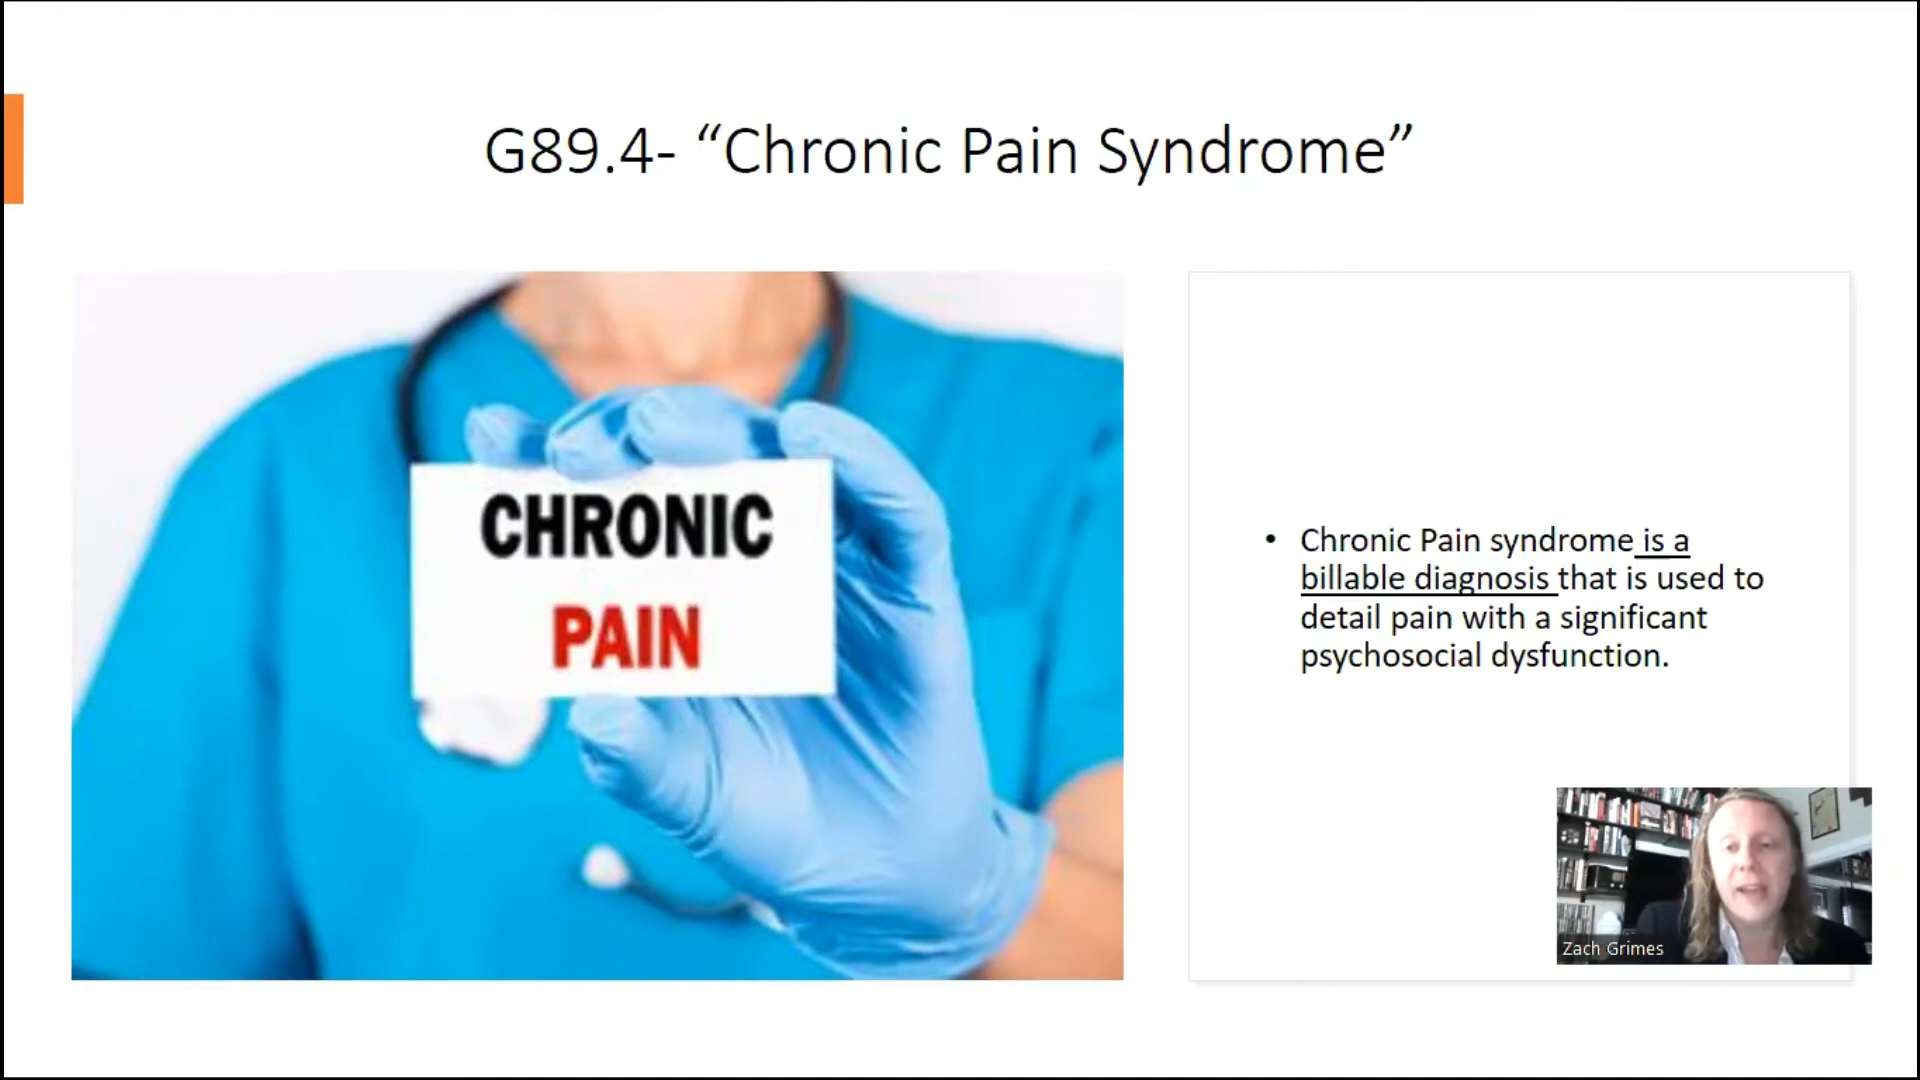 G89.4- “Chronic Pain Syndrome”
CHRONIC
PAIN
• Chronic Pain syndrome is a
billable diagnosis that is used to
detail pain with a significant
psychosocial dysfunction.
Zach Grimes